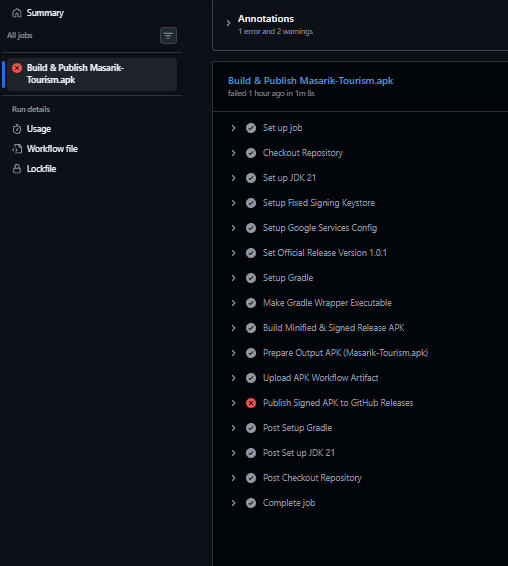 Summary
All jobs
Build & Publish Masarik-
Tourism.apk
Run details
Usage
Workflow file
Lockfile
Annotations
1 error and 2 warnings
Build & Publish Masarik-Tourism.apk
failed 1 hour ago in 1m 8s
Set up job
Checkout Repository
Set up JDK 21
Setup Fixed Signing Keystore
Setup Google Services Config
Set Official Release Version 1.0.1
Setup Gradle
Make Gradle Wrapper Executable
Build Minified & Signed Release APK
Prepare Output APK (Masarik-Tourism.apk)
Upload APK Workflow Artifact
Publish Signed APK to GitHub Releases
Post Setup Gradle
Post Set up JDK 21
Post Checkout Repository
Complete job